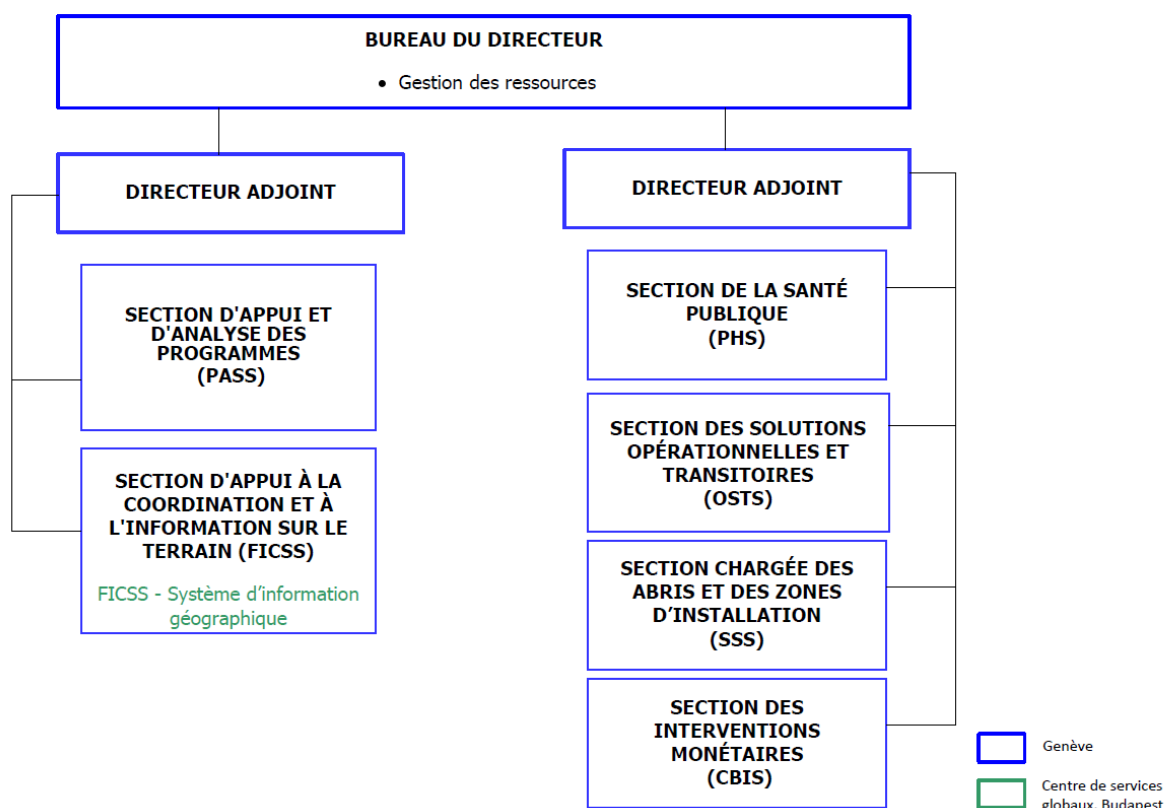 BUREAU DU DIRECTEUR
• Gestion des ressources
DIRECTEUR ADJOINT
SECTION D'APPUI ET
D'ANALYSE DES
PROGRAMMES
(PASS)
SECTION D'APPUI À LA
COORDINATION ET À
L'INFORMATION SUR LE
TERRAIN (FICSS)
FICSS - Système d’information
géographique
DIRECTEUR ADJOINT
SECTION DE LA SANTÉ
PUBLIQUE
(PHS)
SECTION DES SOLUTIONS
OPÉRATIONNELLES ET
TRANSITOIRES
(OSTS)
SECTION CHARGÉE DES
ABRIS ET DES ZONES
D’INSTALLATION
(SSS)
SECTION DES
INTERVENTIONS
MONÉTAIRES
(CBIS)
Genève
Centre de services
globaux, Budapest